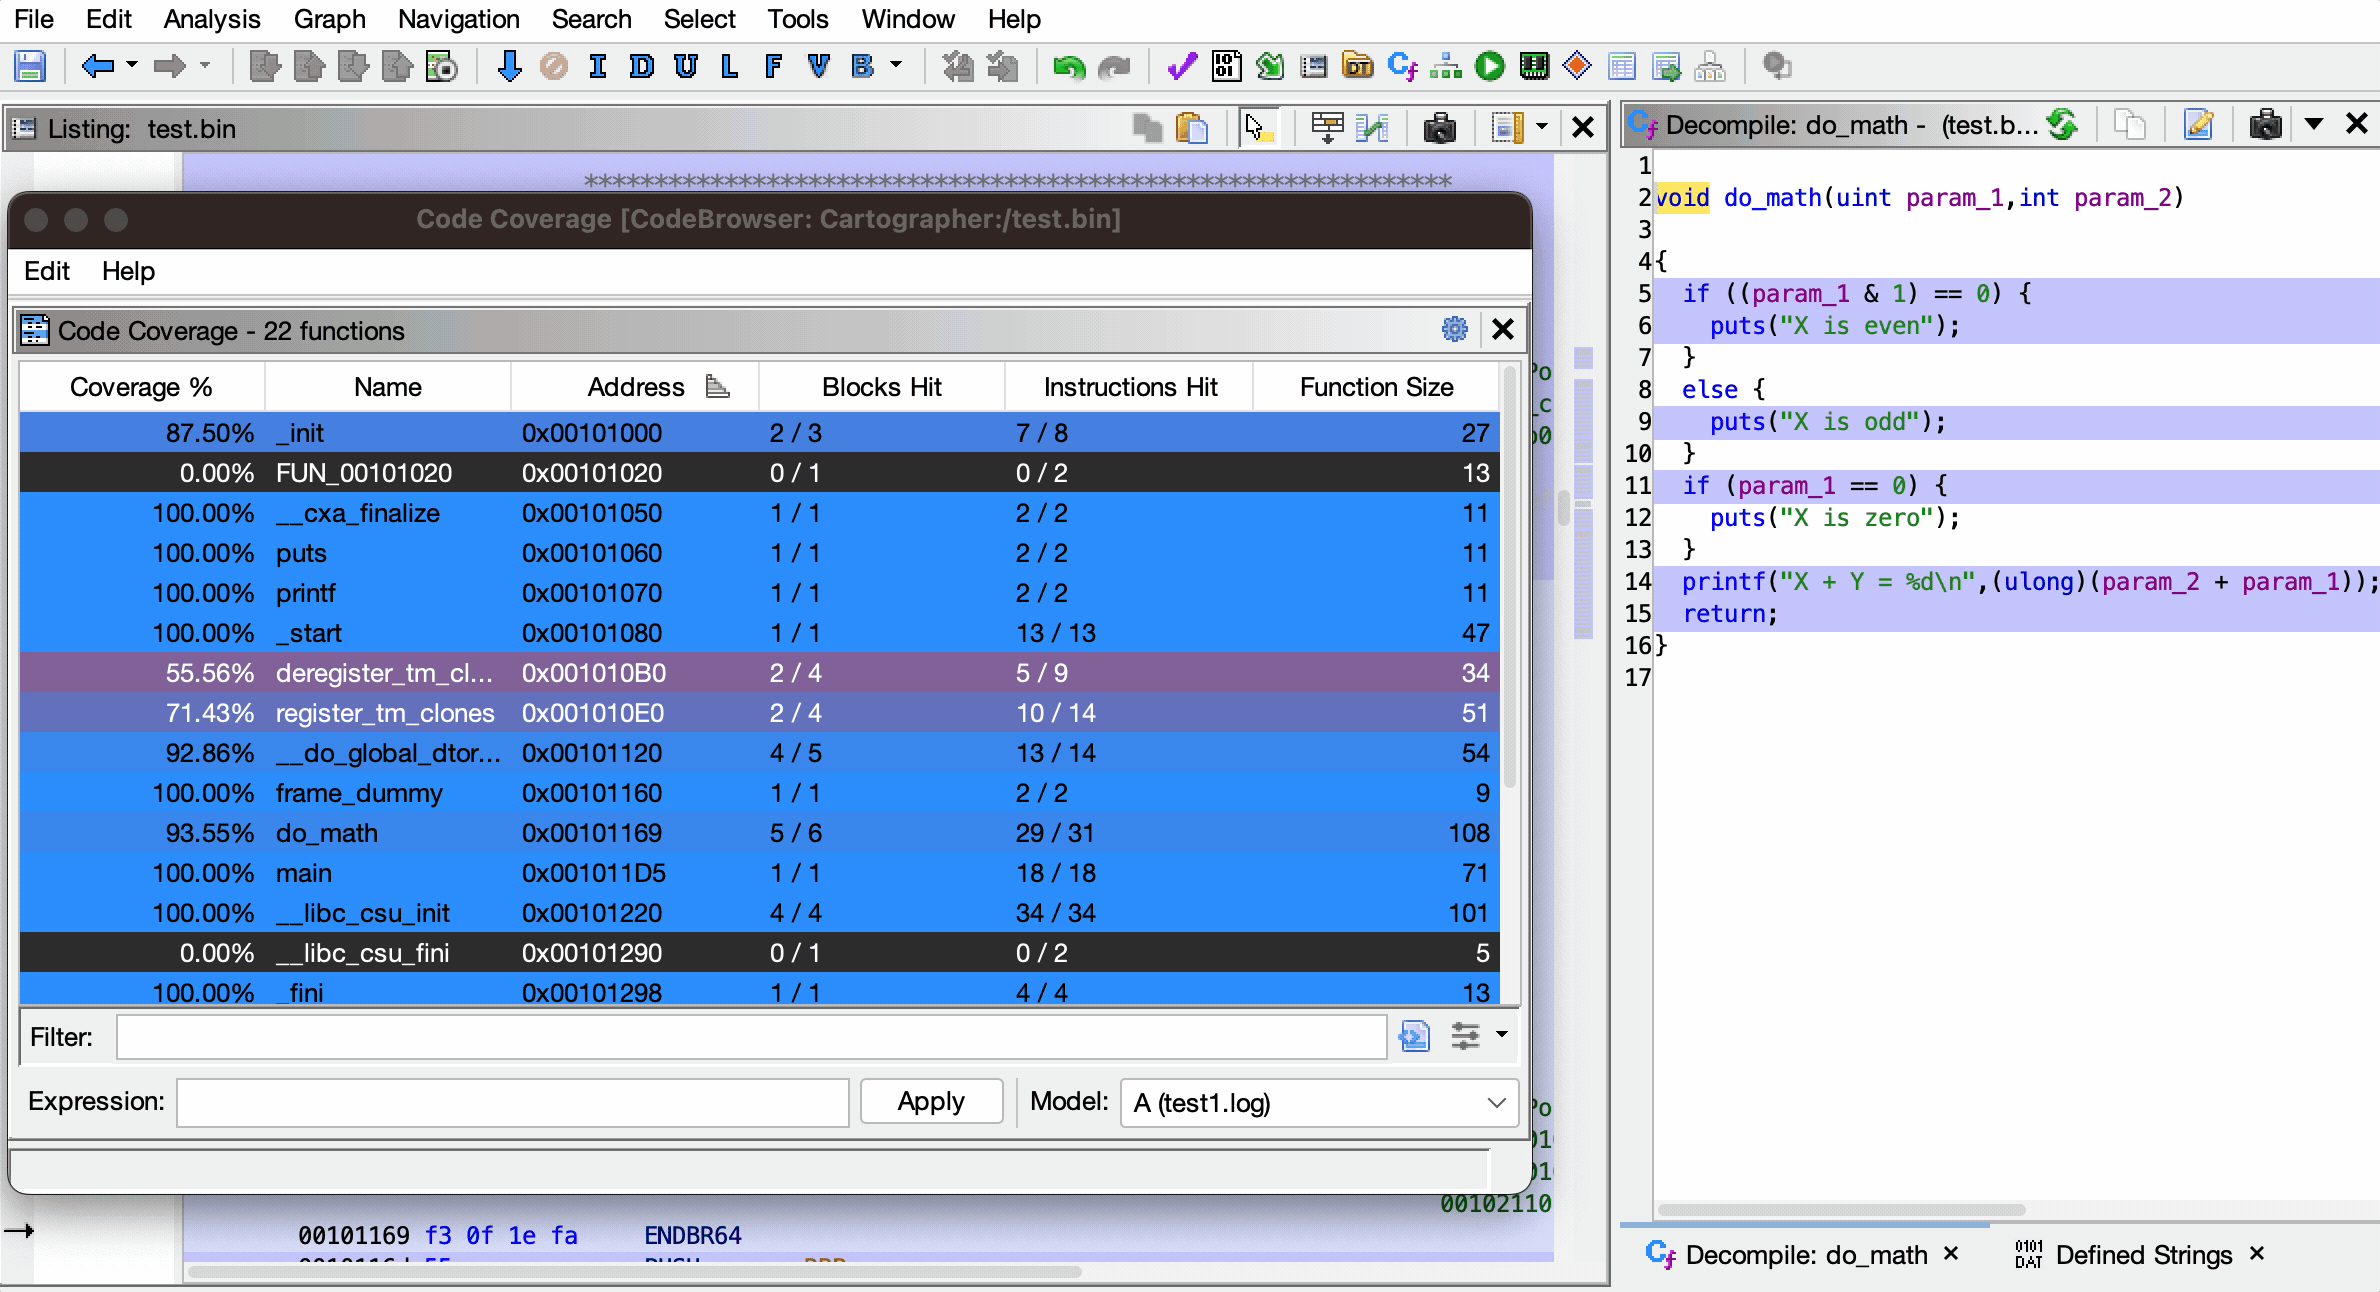 File Edit Analysis Graph Navigation Search Select Tools Window Help
I D U L F V B
Listing: test.bin
**************************************************************
Code Coverage [CodeBrowser: Cartographer:/test.bin]
Edit Help
Code Coverage - 22 functions
Coverage % Name Address Blocks Hit Instructions Hit Function Size
87.50% _init 0x00101000 2 / 3 7 / 8 27
0.00% FUN_00101020 0x00101020 0 / 1 0 / 2 13
100.00% __cxa_finalize 0x00101050 1 / 1 2 / 2 11
100.00% puts 0x00101060 1 / 1 2 / 2 11
100.00% printf 0x00101070 1 / 1 2 / 2 11
100.00% _start 0x00101080 1 / 1 13 / 13 47
55.56% deregister_tm_cl... 0x001010B0 2 / 4 5 / 9 34
71.43% register_tm_clones 0x001010E0 2 / 4 10 / 14 51
92.86% __do_global_dtor... 0x00101120 4 / 5 13 / 14 54
100.00% frame_dummy 0x00101160 1 / 1 2 / 2 9
93.55% do_math 0x00101169 5 / 6 29 / 31 108
100.00% main 0x001011D5 1 / 1 18 / 18 71
100.00% __libc_csu_init 0x00101220 4 / 4 34 / 34 101
0.00% __libc_csu_fini 0x00101290 0 / 1 0 / 2 5
100.00% _fini 0x00101298 1 / 1 4 / 4 13
Filter:
Expression: Apply Model: A (test1.log)
00102110
00101169 f3 0f 1e fa ENDBR64
Decompile: do_math - (test.b...
1
2 void do_math(uint param_1,int param_2)
3
4 {
5 if ((param_1 & 1) == 0) {
6 puts("X is even");
7 }
8 else {
9 puts("X is odd");
10 }
11 if (param_1 == 0) {
12 puts("X is zero");
13 }
14 printf("X + Y = %d\n",(ulong)(param_2 + param_1));
15 return;
16 }
17
Decompile: do_math × Defined Strings ×